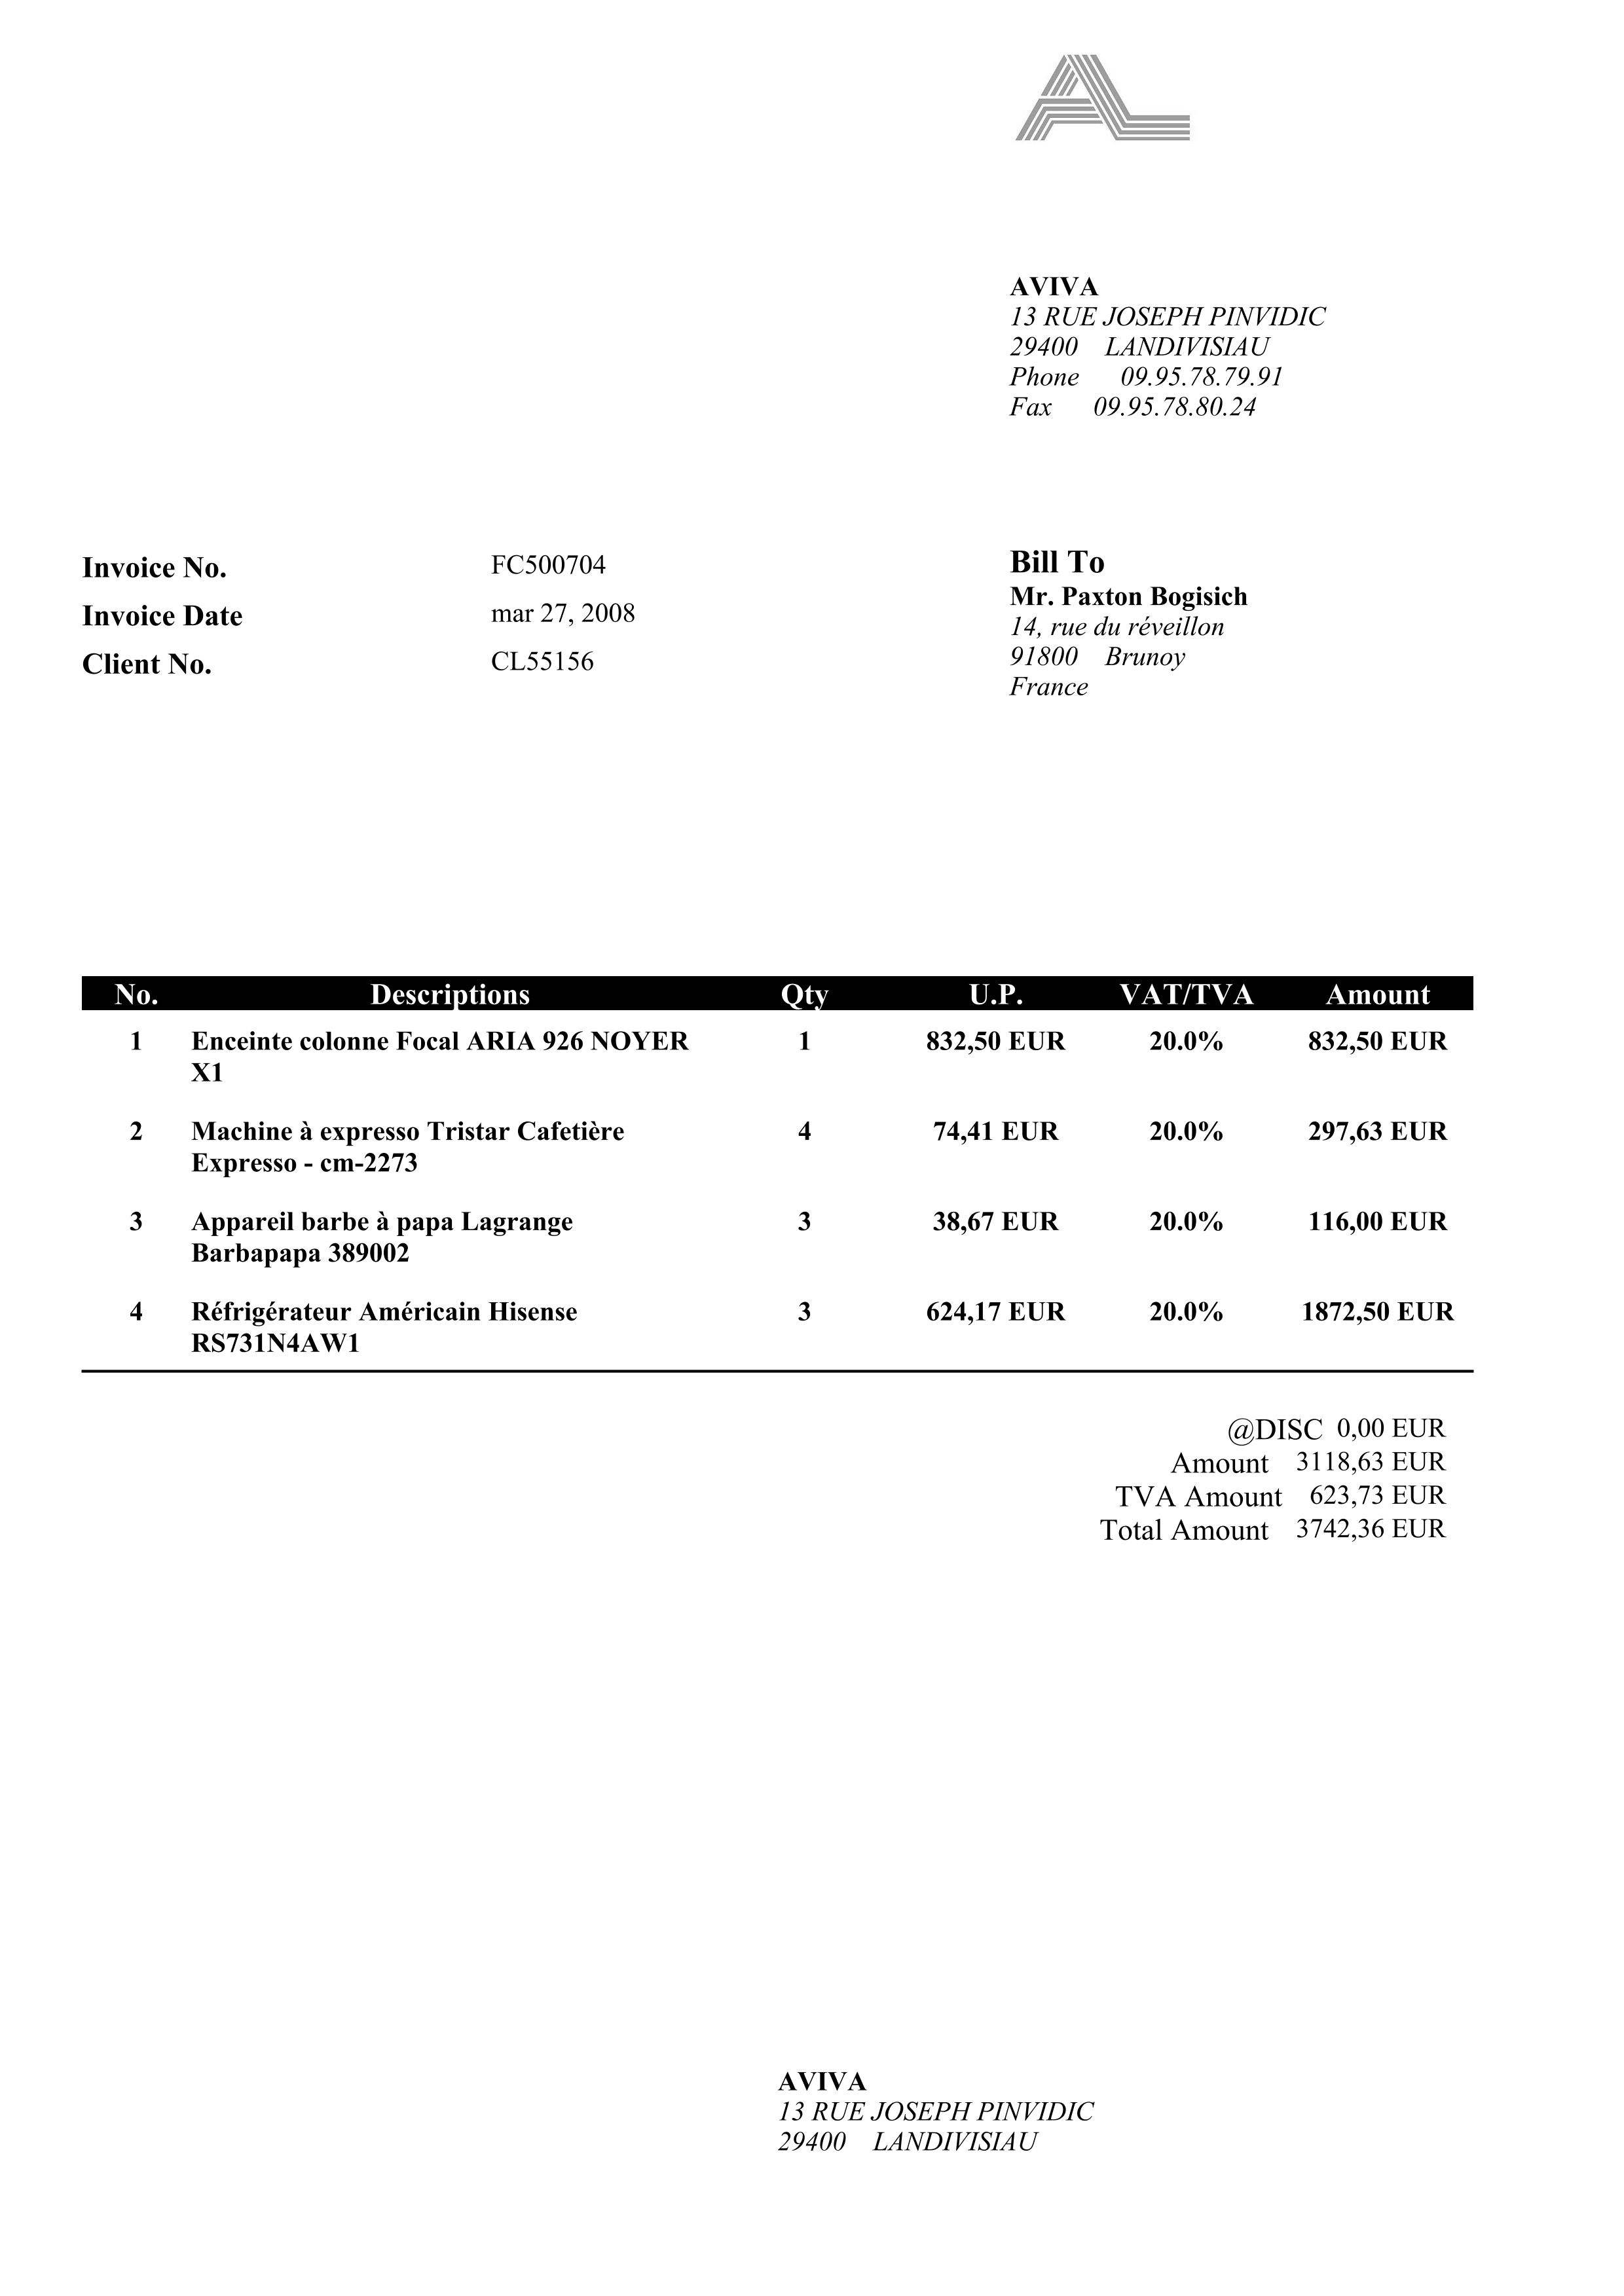 AL
AVIVA
13 RUE JOSEPH PINVIDIC
29400 LANDIVISIAU
Phone 09.95.78.79.91
Fax 09.95.78.80.24
Invoice No. FC500704
Invoice Date mar 27, 2008
Client No. CL55156
Bill To
Mr. Paxton Bogisich
14, rue du réveillon
91800 Brunoy
France
No. Descriptions Qty U.P. VAT/TVA Amount
1 Enceinte colonne Focal ARIA 926 NOYER 1 832,50 EUR 20.0% 832,50 EUR
X1
2 Machine à expresso Tristar Cafetière 4 74,41 EUR 20.0% 297,63 EUR
Expresso - cm-2273
3 Appareil barbe à papa Lagrange 3 38,67 EUR 20.0% 116,00 EUR
Barbapapa 389002
4 Réfrigérateur Américain Hisense 3 624,17 EUR 20.0% 1872,50 EUR
RS731N4AW1
@DISC 0,00 EUR
Amount 3118,63 EUR
TVA Amount 623,73 EUR
Total Amount 3742,36 EUR
AVIVA
13 RUE JOSEPH PINVIDIC
29400 LANDIVISIAU